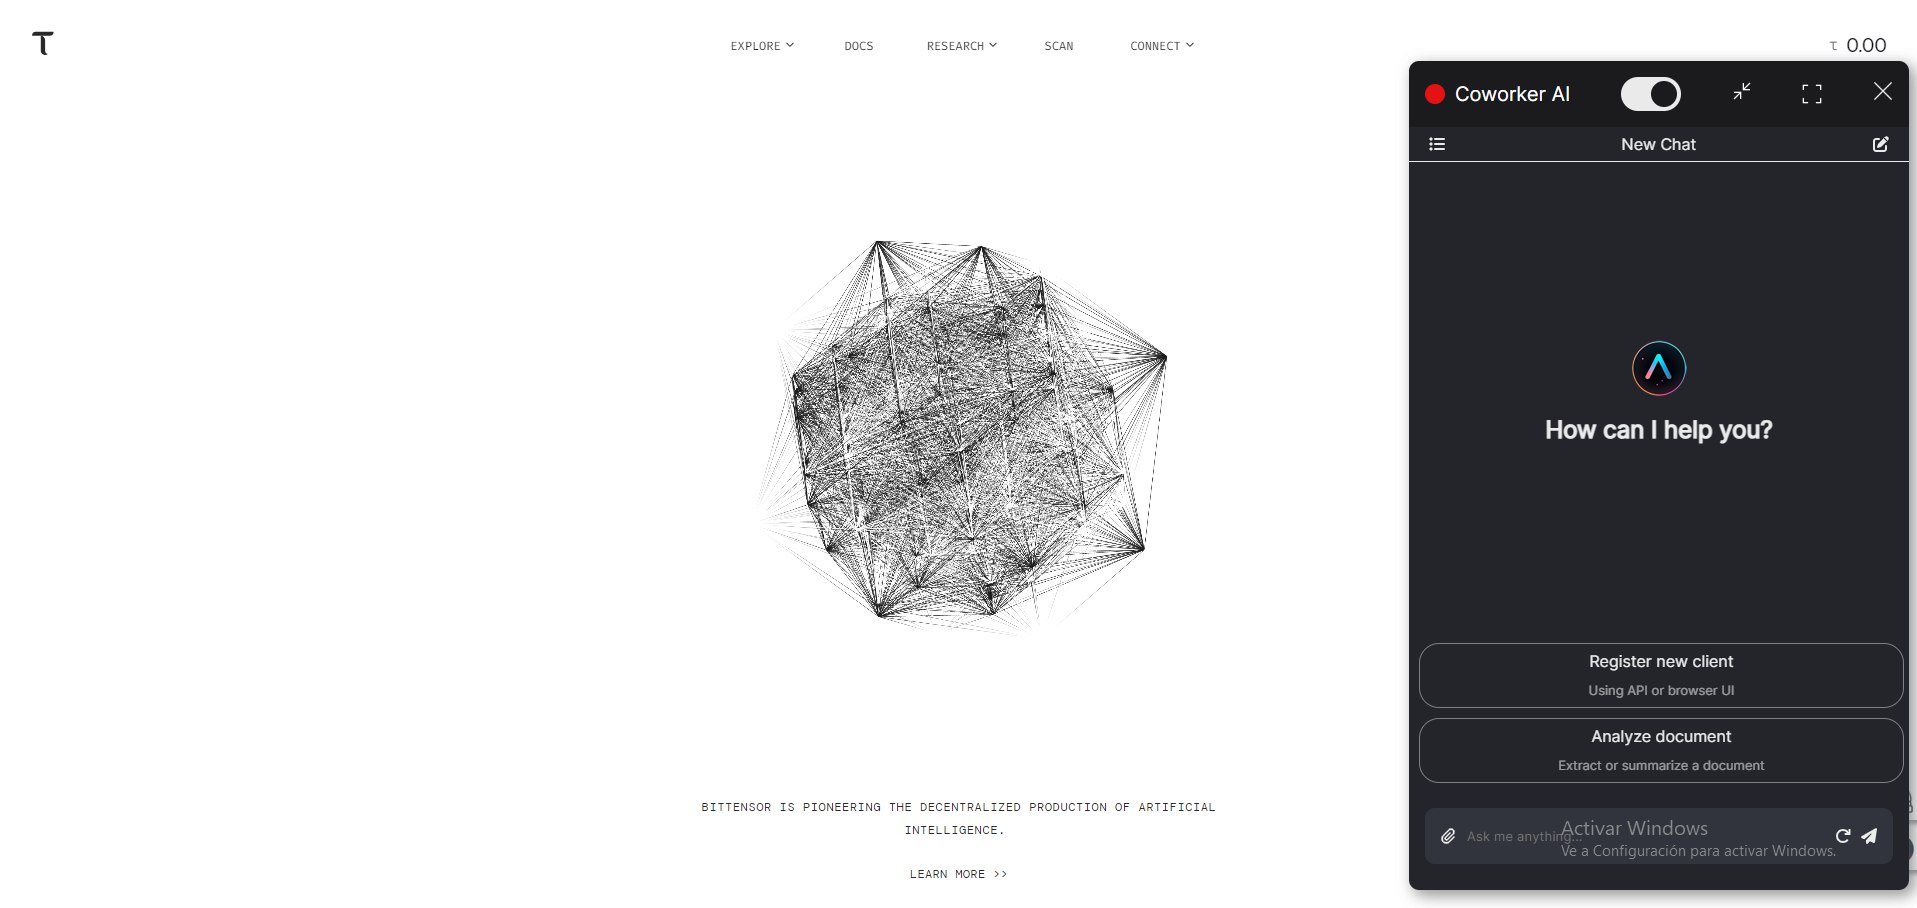 EXPLORE
DOCS
RESEARCH
SCAN
CONNECT
τ 0.00
Coworker AI
New Chat
How can I help you?
Register new client
Using API or browser UI
Analyze document
Extract or summarize a document
Ask me anything...
Activar Windows
Ve a Configuración para activar Windows.
BITTENSOR IS PIONEERING THE DECENTRALIZED PRODUCTION OF ARTIFICIAL
INTELLIGENCE.
LEARN MORE >>